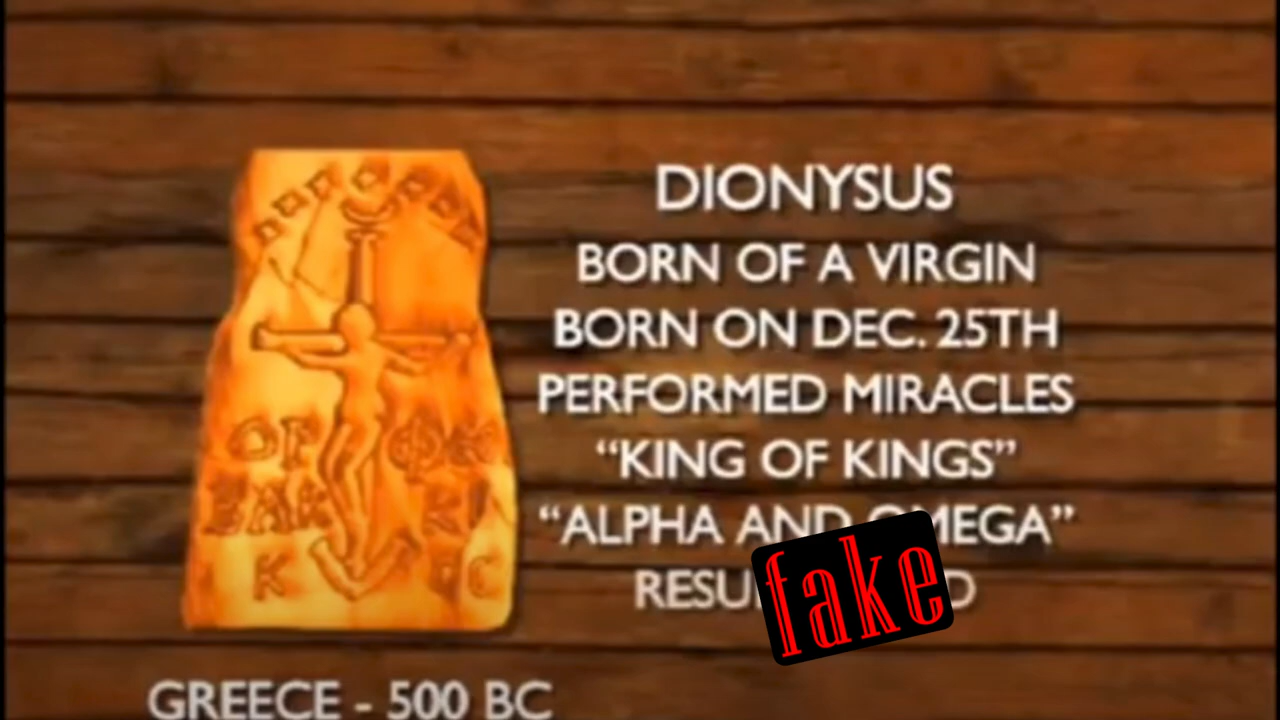 DIONYSUS
BORN OF A VIRGIN
BORN ON DEC. 25TH
PERFORMED MIRACLES
“KING OF KINGS”
“ALPHA AND OMEGA”
fake
GREECE - 500 BC